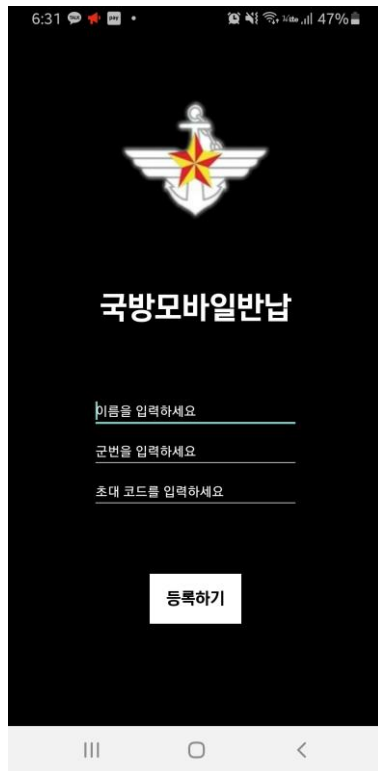 6:31
47%
국방모바일반납
이름을 입력하세요
군번을 입력하세요
초대 코드를 입력하세요
등록하기